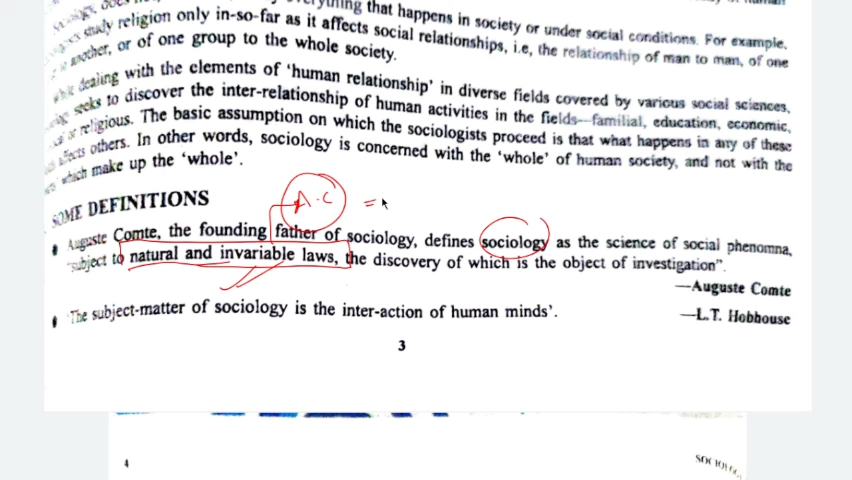 everything that happens in society or under social conditions. For example,
study religion only in-so-far as it affects social relationships, i.e, the relationship of man to man, of one
another, or of one group to the whole society.
dealing with the elements of 'human relationship' in diverse fields covered by various social sciences,
seeks to discover the inter-relationship of human activities in the fields—familial, education, economic,
or religious. The basic assumption on which the sociologists proceed is that what happens in any of these
affects others. In other words, sociology is concerned with the 'whole' of human society, and not with the
which make up the 'whole'.
SOME DEFINITIONS
A.C =
Auguste Comte, the founding father of sociology, defines sociology as the science of social phenomna,
"subject to natural and invariable laws, the discovery of which is the object of investigation".
—Auguste Comte
'The subject-matter of sociology is the inter-action of human minds'.
—L.T. Hobhouse
3
4